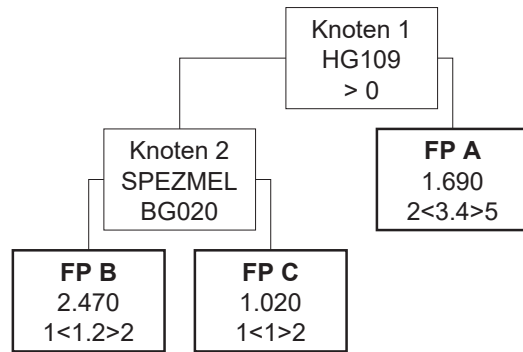 Knoten 1
HG109
> 0
Knoten 2
SPEZMEL
BG020
FP A
1.690
2<3.4>5
FP B
2.470
1<1.2>2
FP C
1.020
1<1>2